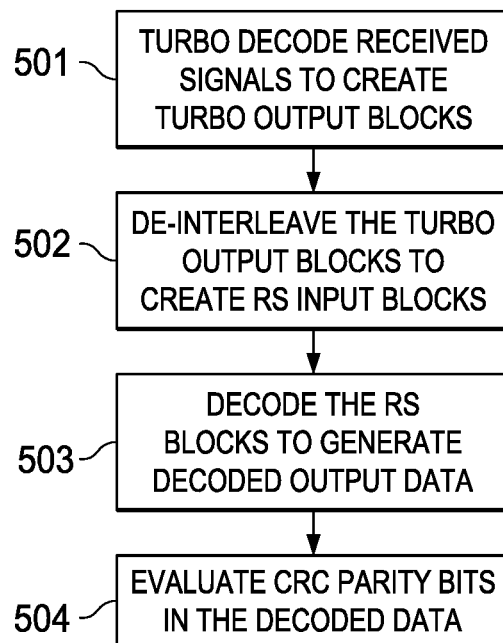 501
TURBO DECODE RECEIVED
SIGNALS TO CREATE
TURBO OUTPUT BLOCKS
502
DE-INTERLEAVE THE TURBO
OUTPUT BLOCKS TO
CREATE RS INPUT BLOCKS
503
DECODE THE RS
BLOCKS TO GENERATE
DECODED OUTPUT DATA
504
EVALUATE CRC PARITY BITS
IN THE DECODED DATA